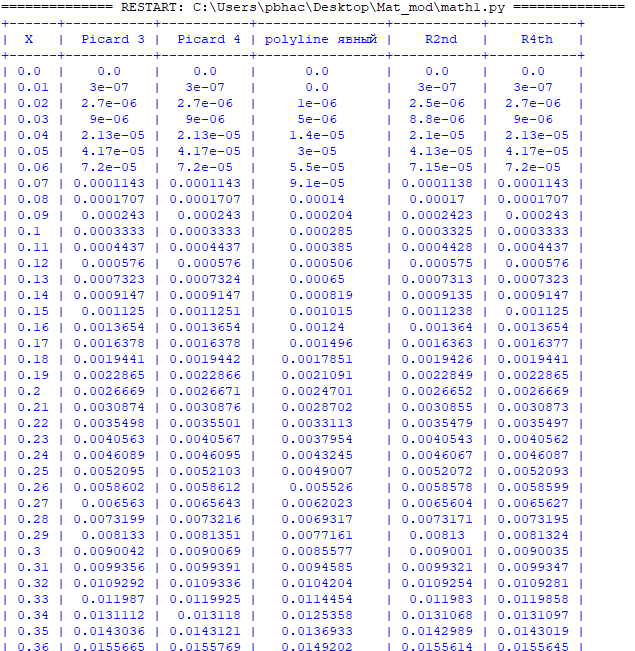 =============== RESTART: C:\Users\pbhac\Desktop\Mat_mod\math1.py ===============
+------+-----------+-----------+----------------+-----------+-----------+
|  X   |  Picard 3 |  Picard 4 | polyline явный |    R2nd   |    R4th   |
+------+-----------+-----------+----------------+-----------+-----------+
| 0.0  |    0.0    |    0.0    |      0.0       |    0.0    |    0.0    |
| 0.01 |   3e-07   |   3e-07   |      0.0       |   3e-07   |   3e-07   |
| 0.02 |  2.7e-06  |  2.7e-06  |     1e-06      |  2.5e-06  |  2.7e-06  |
| 0.03 |   9e-06   |   9e-06   |     5e-06      |  8.8e-06  |   9e-06   |
| 0.04 |  2.13e-05 |  2.13e-05 |    1.4e-05     |  2.1e-05  |  2.13e-05 |
| 0.05 |  4.17e-05 |  4.17e-05 |     3e-05      |  4.13e-05 |  4.17e-05 |
| 0.06 |  7.2e-05  |  7.2e-05  |    5.5e-05     |  7.15e-05 |  7.2e-05  |
| 0.07 | 0.0001143 | 0.0001143 |    9.1e-05     | 0.0001138 | 0.0001143 |
| 0.08 | 0.0001707 | 0.0001707 |    0.00014     |  0.00017  | 0.0001707 |
| 0.09 |  0.000243 |  0.000243 |    0.000204    | 0.0002423 |  0.000243 |
| 0.1  | 0.0003333 | 0.0003333 |    0.000285    | 0.0003325 | 0.0003333 |
| 0.11 | 0.0004437 | 0.0004437 |    0.000385    | 0.0004428 | 0.0004437 |
| 0.12 |  0.000576 |  0.000576 |    0.000506    |  0.000575 |  0.000576 |
| 0.13 | 0.0007323 | 0.0007324 |    0.00065     | 0.0007313 | 0.0007323 |
| 0.14 | 0.0009147 | 0.0009147 |    0.000819    | 0.0009135 | 0.0009147 |
| 0.15 |  0.001125 | 0.0011251 |    0.001015    | 0.0011238 |  0.001125 |
| 0.16 | 0.0013654 | 0.0013654 |    0.00124     |  0.001364 | 0.0013654 |
| 0.17 | 0.0016378 | 0.0016378 |    0.001496    | 0.0016363 | 0.0016377 |
| 0.18 | 0.0019441 | 0.0019442 |   0.0017851    | 0.0019426 | 0.0019441 |
| 0.19 | 0.0022865 | 0.0022866 |   0.0021091    | 0.0022849 | 0.0022865 |
| 0.2  | 0.0026669 | 0.0026671 |   0.0024701    | 0.0026652 | 0.0026669 |
| 0.21 | 0.0030874 | 0.0030876 |   0.0028702    | 0.0030855 | 0.0030873 |
| 0.22 | 0.0035498 | 0.0035501 |   0.0033113    | 0.0035479 | 0.0035497 |
| 0.23 | 0.0040563 | 0.0040567 |   0.0037954    | 0.0040543 | 0.0040562 |
| 0.24 | 0.0046089 | 0.0046095 |   0.0043245    | 0.0046067 | 0.0046087 |
| 0.25 | 0.0052095 | 0.0052103 |   0.0049007    | 0.0052072 | 0.0052093 |
| 0.26 | 0.0058602 | 0.0058612 |    0.005526    | 0.0058578 | 0.0058599 |
| 0.27 |  0.006563 | 0.0065643 |   0.0062023    | 0.0065604 | 0.0065627 |
| 0.28 | 0.0073199 | 0.0073216 |   0.0069317    | 0.0073171 | 0.0073195 |
| 0.29 |  0.008133 | 0.0081351 |   0.0077161    |  0.00813  | 0.0081324 |
| 0.3  | 0.0090042 | 0.0090069 |   0.0085577    |  0.009001 | 0.0090035 |
| 0.31 | 0.0099356 | 0.0099391 |   0.0094585    | 0.0099321 | 0.0099347 |
| 0.32 | 0.0109292 | 0.0109336 |   0.0104204    | 0.0109254 | 0.0109281 |
| 0.33 |  0.011987 | 0.0119925 |   0.0114454    |  0.011983 | 0.0119858 |
| 0.34 | 0.0131112 |  0.013118 |   0.0125358    | 0.0131068 | 0.0131097 |
| 0.35 | 0.0143036 | 0.0143121 |   0.0136933    | 0.0142989 | 0.0143019 |
| 0.36 | 0.0155665 | 0.0155769 |   0.0149202    | 0.0155614 | 0.0155645 |